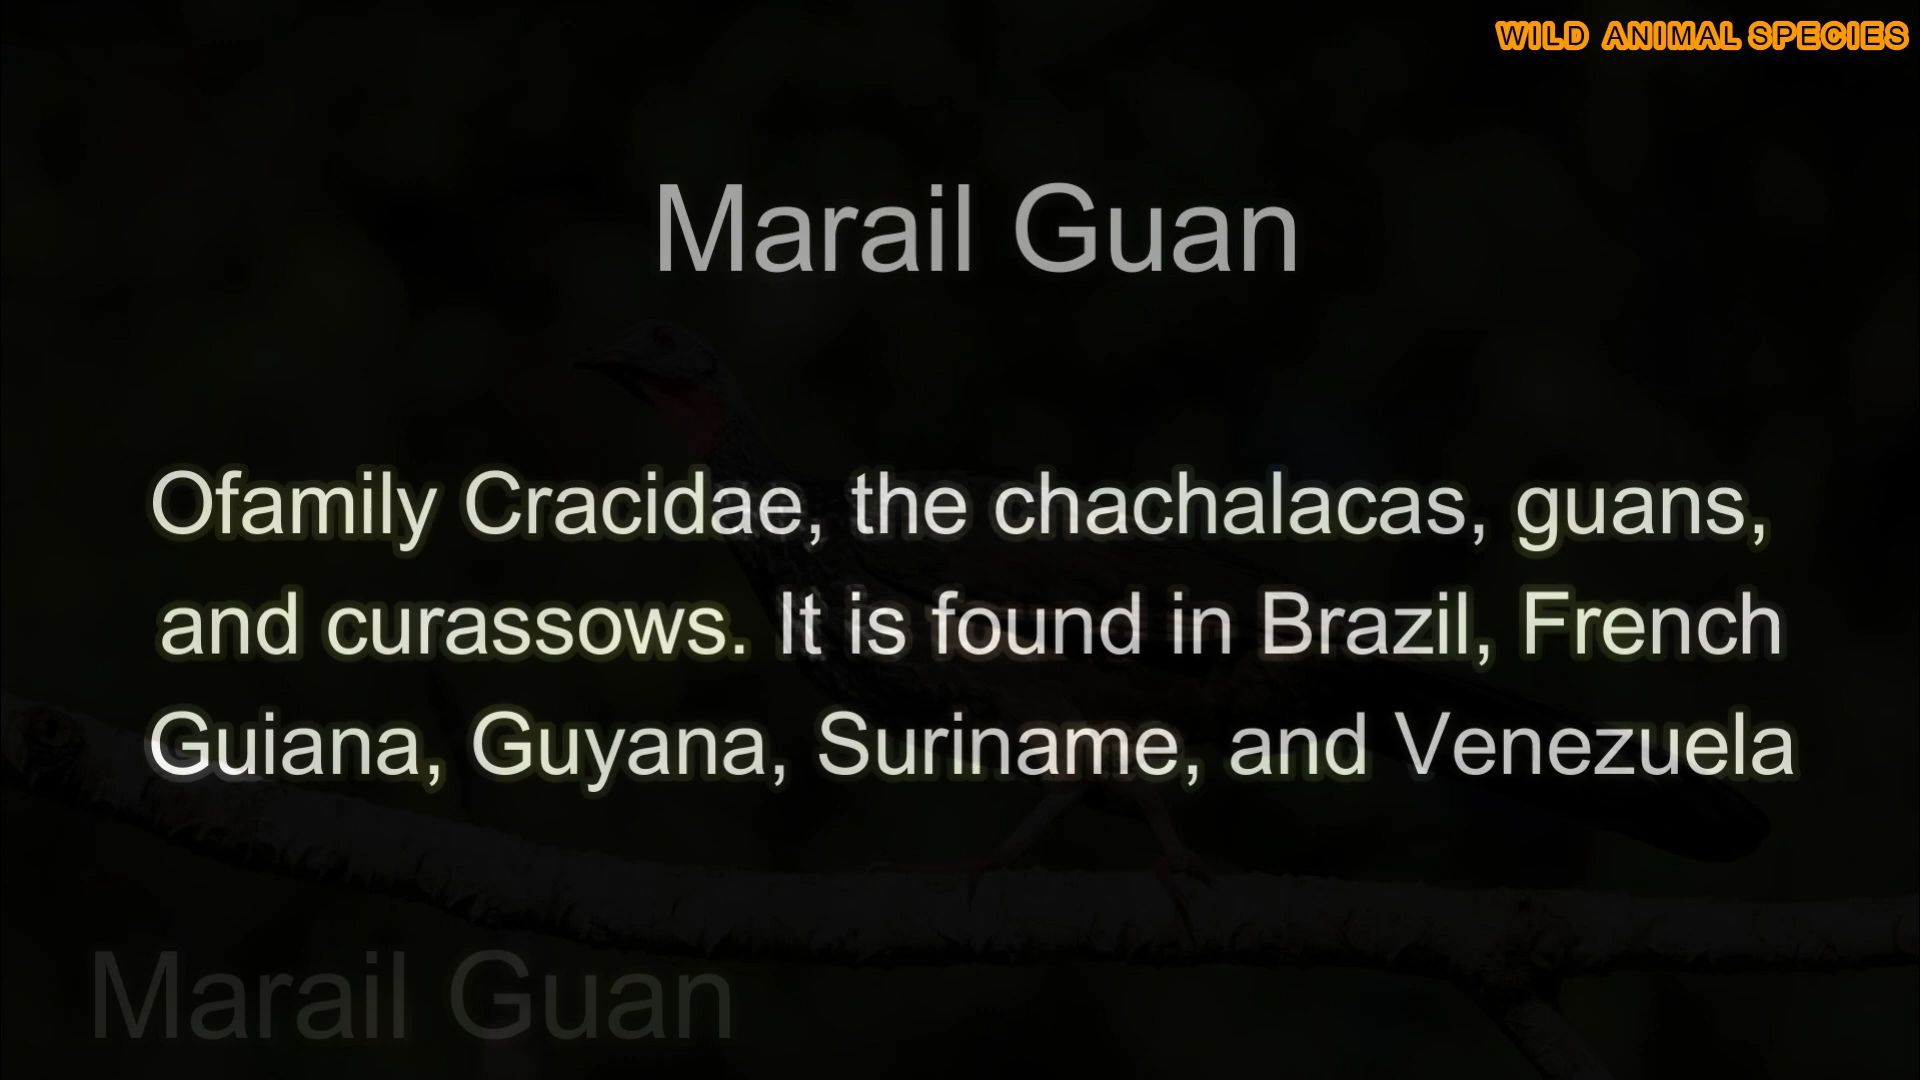 WILD ANIMAL SPECIES
Marail Guan
Ofamily Cracidae, the chachalacas, guans,
and curassows. It is found in Brazil, French
Guiana, Guyana, Suriname, and Venezuela
Marail Guan